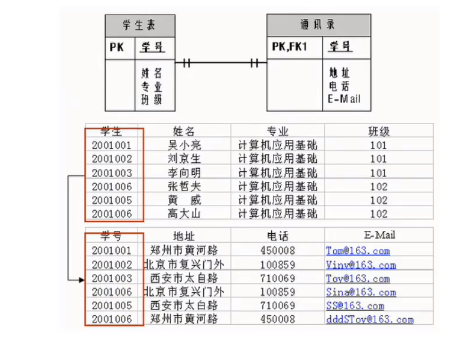 学生表
通讯录
PK 学号
PK,FK1 学号
姓名
专业
班级
地址
电话
E-Mail
学生 姓名 专业 班级
2001001 吴小亮 计算机应用基础 101
2001002 刘京生 计算机应用基础 101
2001003 李向明 计算机应用基础 101
2001006 张哲夫 计算机应用基础 102
2001005 黄 威 计算机应用基础 102
2001006 高大山 计算机应用基础 102
学号 地址 电话 E-Mail
2001001 郑州市黄河路 450008 Tom@163.com
2001002 北京市复兴门外 100859 Vinv@163.com
2001003 西安市太白路 710069 Toy@163.com
2001006 北京市复兴门外 100859 Sina@163.com
2001005 西安市太白路 710069 SS@163.com
2001006 郑州市黄河路 450008 dddSToy@163.com